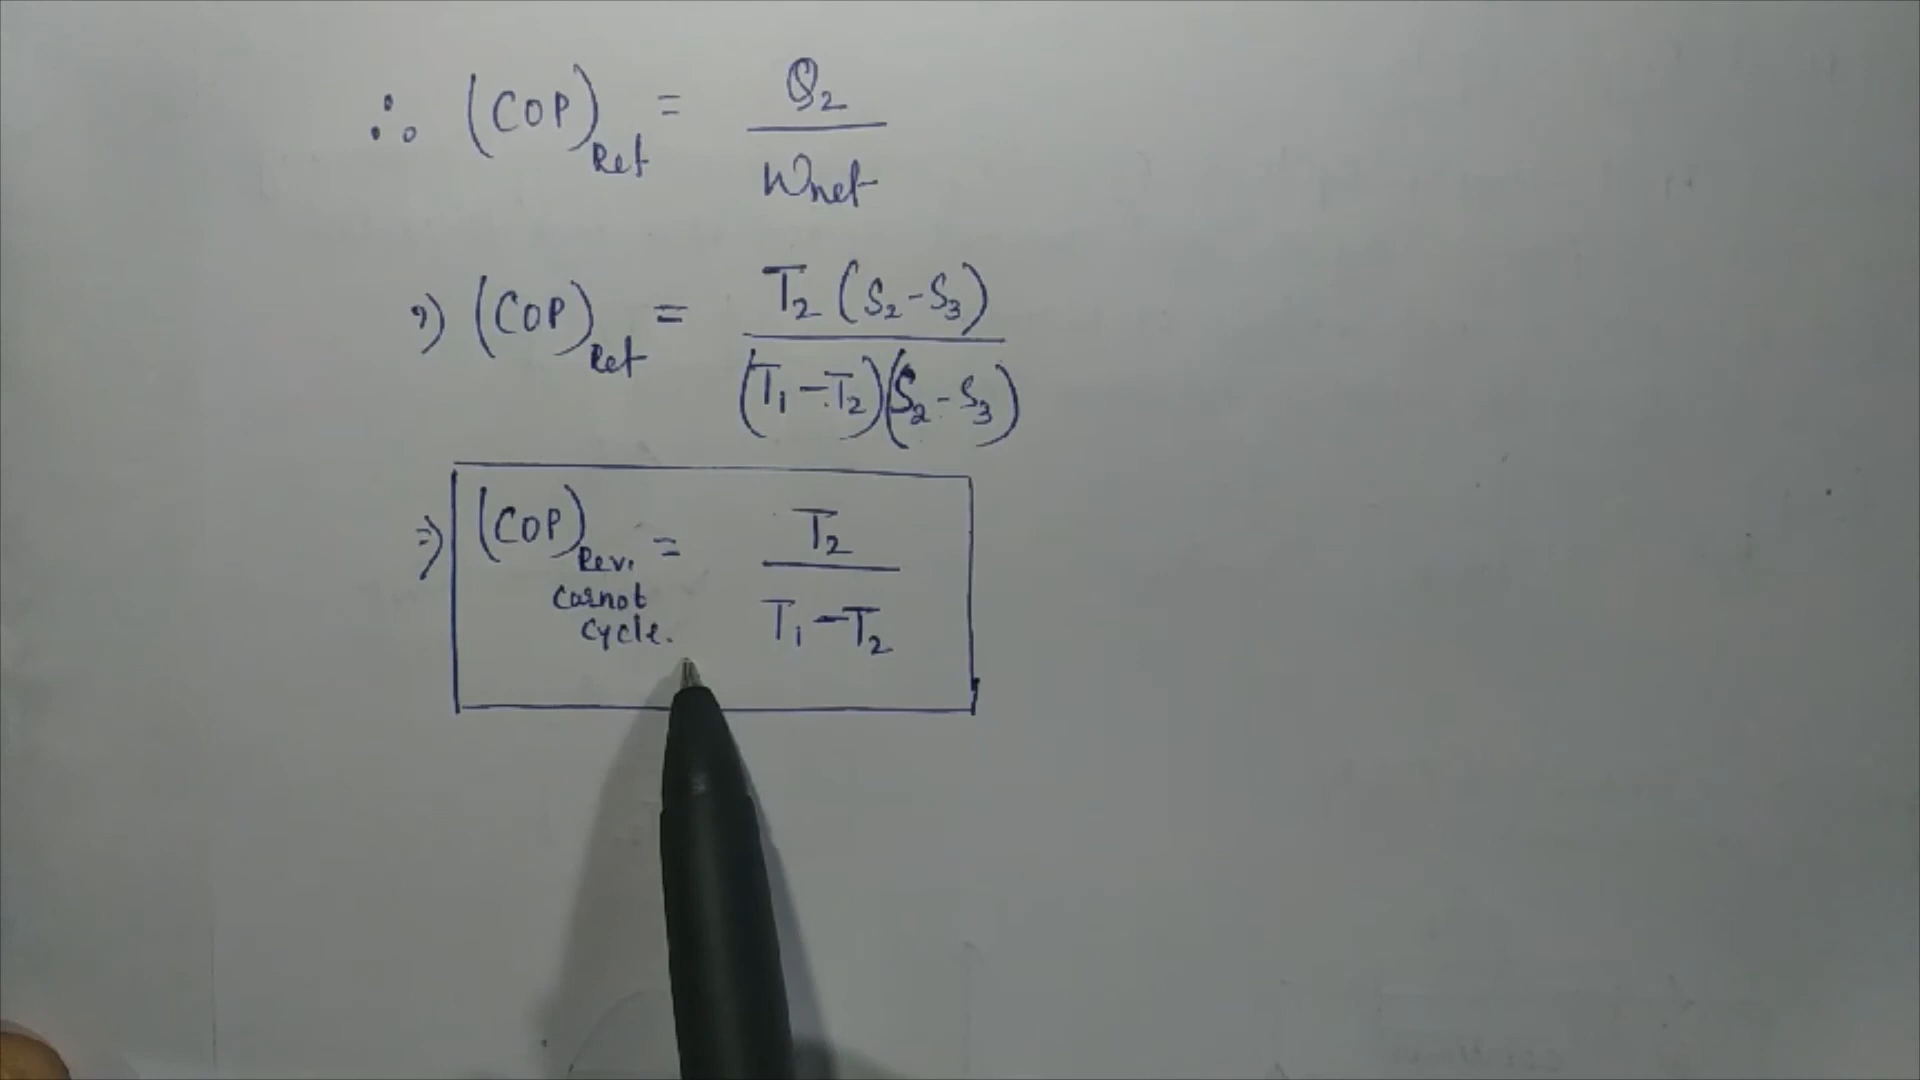 ∴ (COP)Ref = Q2 / Wnet
⇒ (COP)Ref = T2 (S2-S3) / (T1-T2)(S2-S3)
⇒ (COP)Rev. Carnot cycle. = T2 / T1-T2